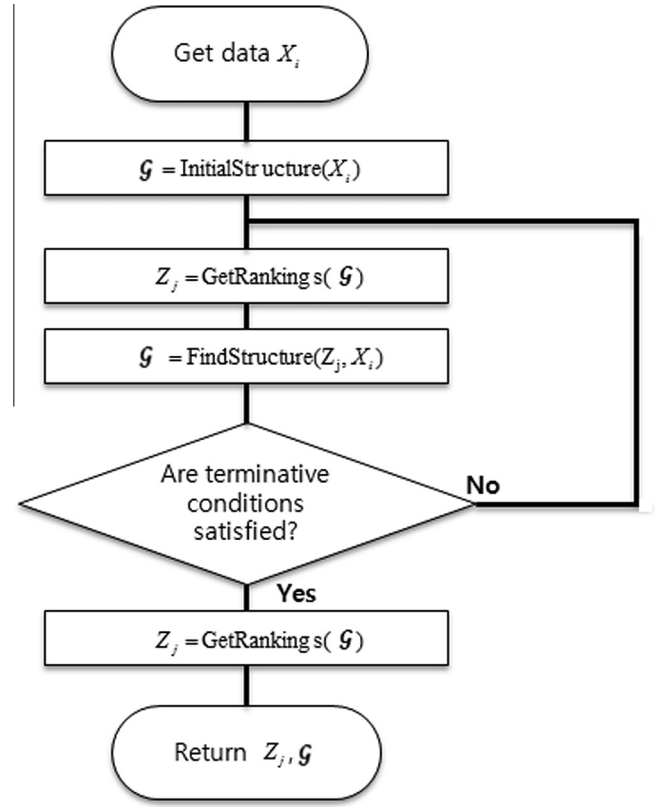 Get data X_i
𝒢 = InitialStructure(X_i)
Z_j = GetRankings( 𝒢 )
𝒢 = FindStructure(Z_j, X_i)
Are terminative
conditions
satisfied?
No
Yes
Z_j = GetRankings( 𝒢 )
Return Z_j, 𝒢